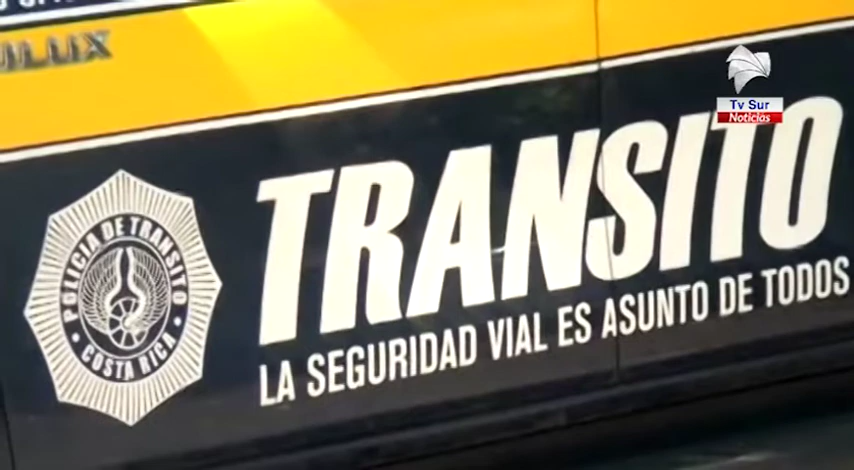 Tv Sur
Noticias
TRANSITO
LA SEGURIDAD VIAL ES ASUNTO DE TODOS
POLICIA DE TRANSITO
COSTA RICA